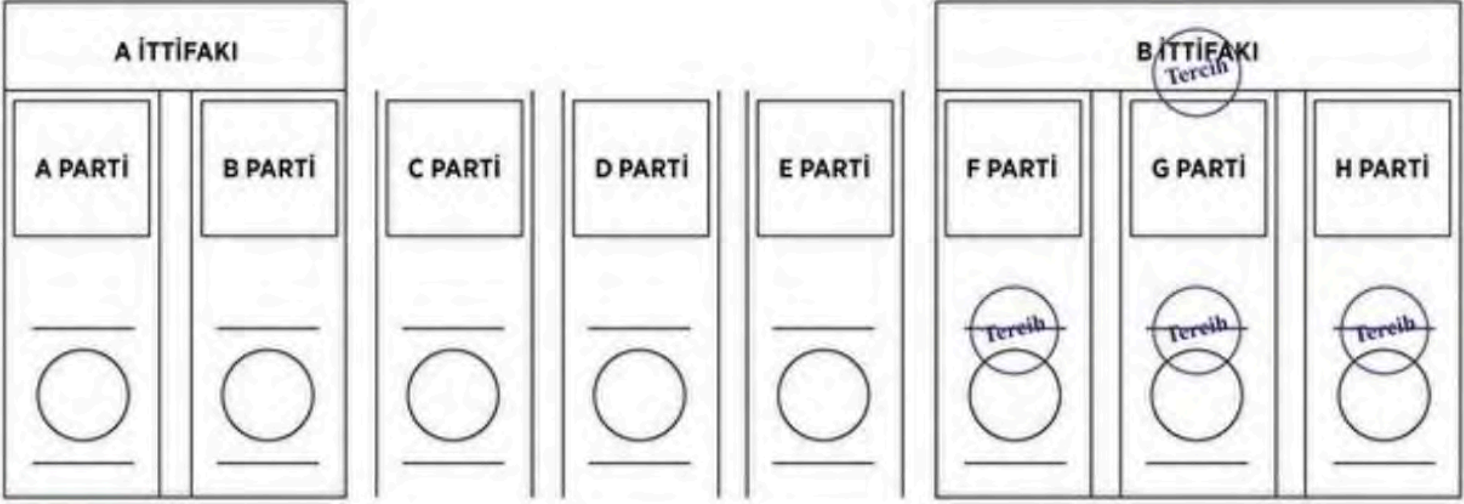 A İTTİFAKI
B İTTİFAKI
Tercih
A PARTİ
B PARTİ
C PARTİ
D PARTİ
E PARTİ
F PARTİ
G PARTİ
H PARTİ
Tercih
Tercih
Tercih